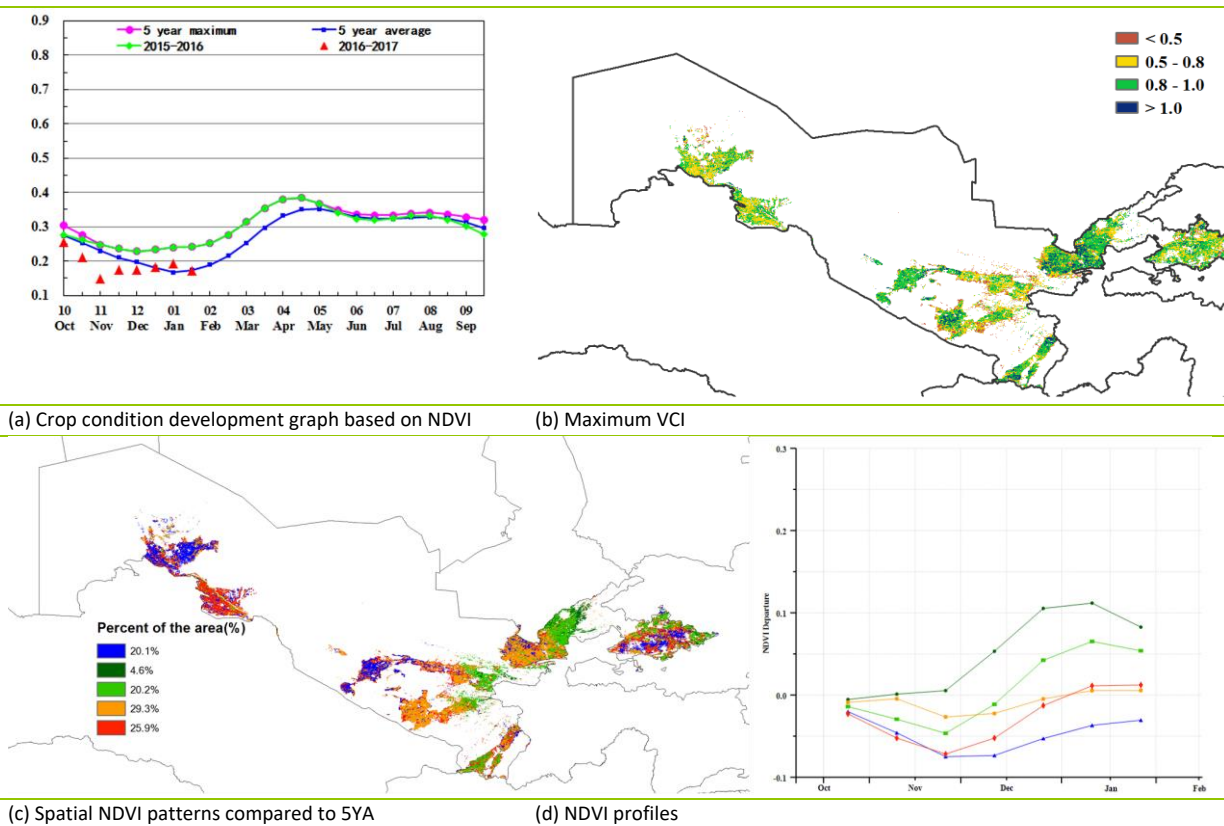 0.9
0.8
0.7
0.6
0.5
0.4
0.3
0.2
0.1
5 year maximum
5 year average
2015-2016
2016-2017
10 11 12 01 02 03 04 05 06 07 08 09
Oct Nov Dec Jan Feb Mar Apr May Jun Jul Aug Sep
< 0.5
0.5 - 0.8
0.8 - 1.0
> 1.0
(a) Crop condition development graph based on NDVI
(b) Maximum VCI
Percent of the area(%)
20.1%
4.6%
20.2%
29.3%
25.9%
NDVI Departure
0.3
0.2
0.1
0.0
-0.1
Oct Nov Dec Jan Feb
(c) Spatial NDVI patterns compared to 5YA
(d) NDVI profiles